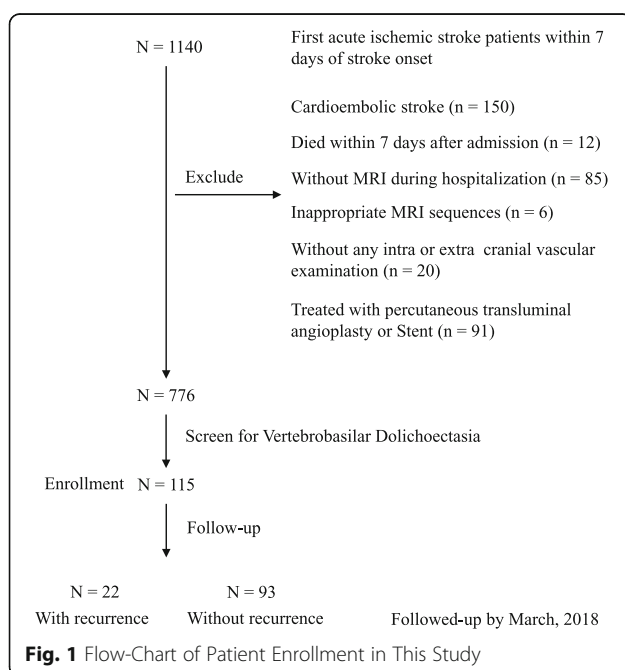 N = 1140
First acute ischemic stroke patients within 7
days of stroke onset
Cardioembolic stroke (n = 150)
Died within 7 days after admission (n = 12)
Exclude
Without MRI during hospitalization (n = 85)
Inappropriate MRI sequences (n = 6)
Without any intra or extra cranial vascular
examination (n = 20)
Treated with percutaneous transluminal
angioplasty or Stent (n = 91)
N = 776
Screen for Vertebrobasilar Dolichoectasia
Enrollment N = 115
Follow-up
N = 22 N = 93
With recurrence Without recurrence Followed-up by March, 2018
Fig. 1 Flow-Chart of Patient Enrollment in This Study